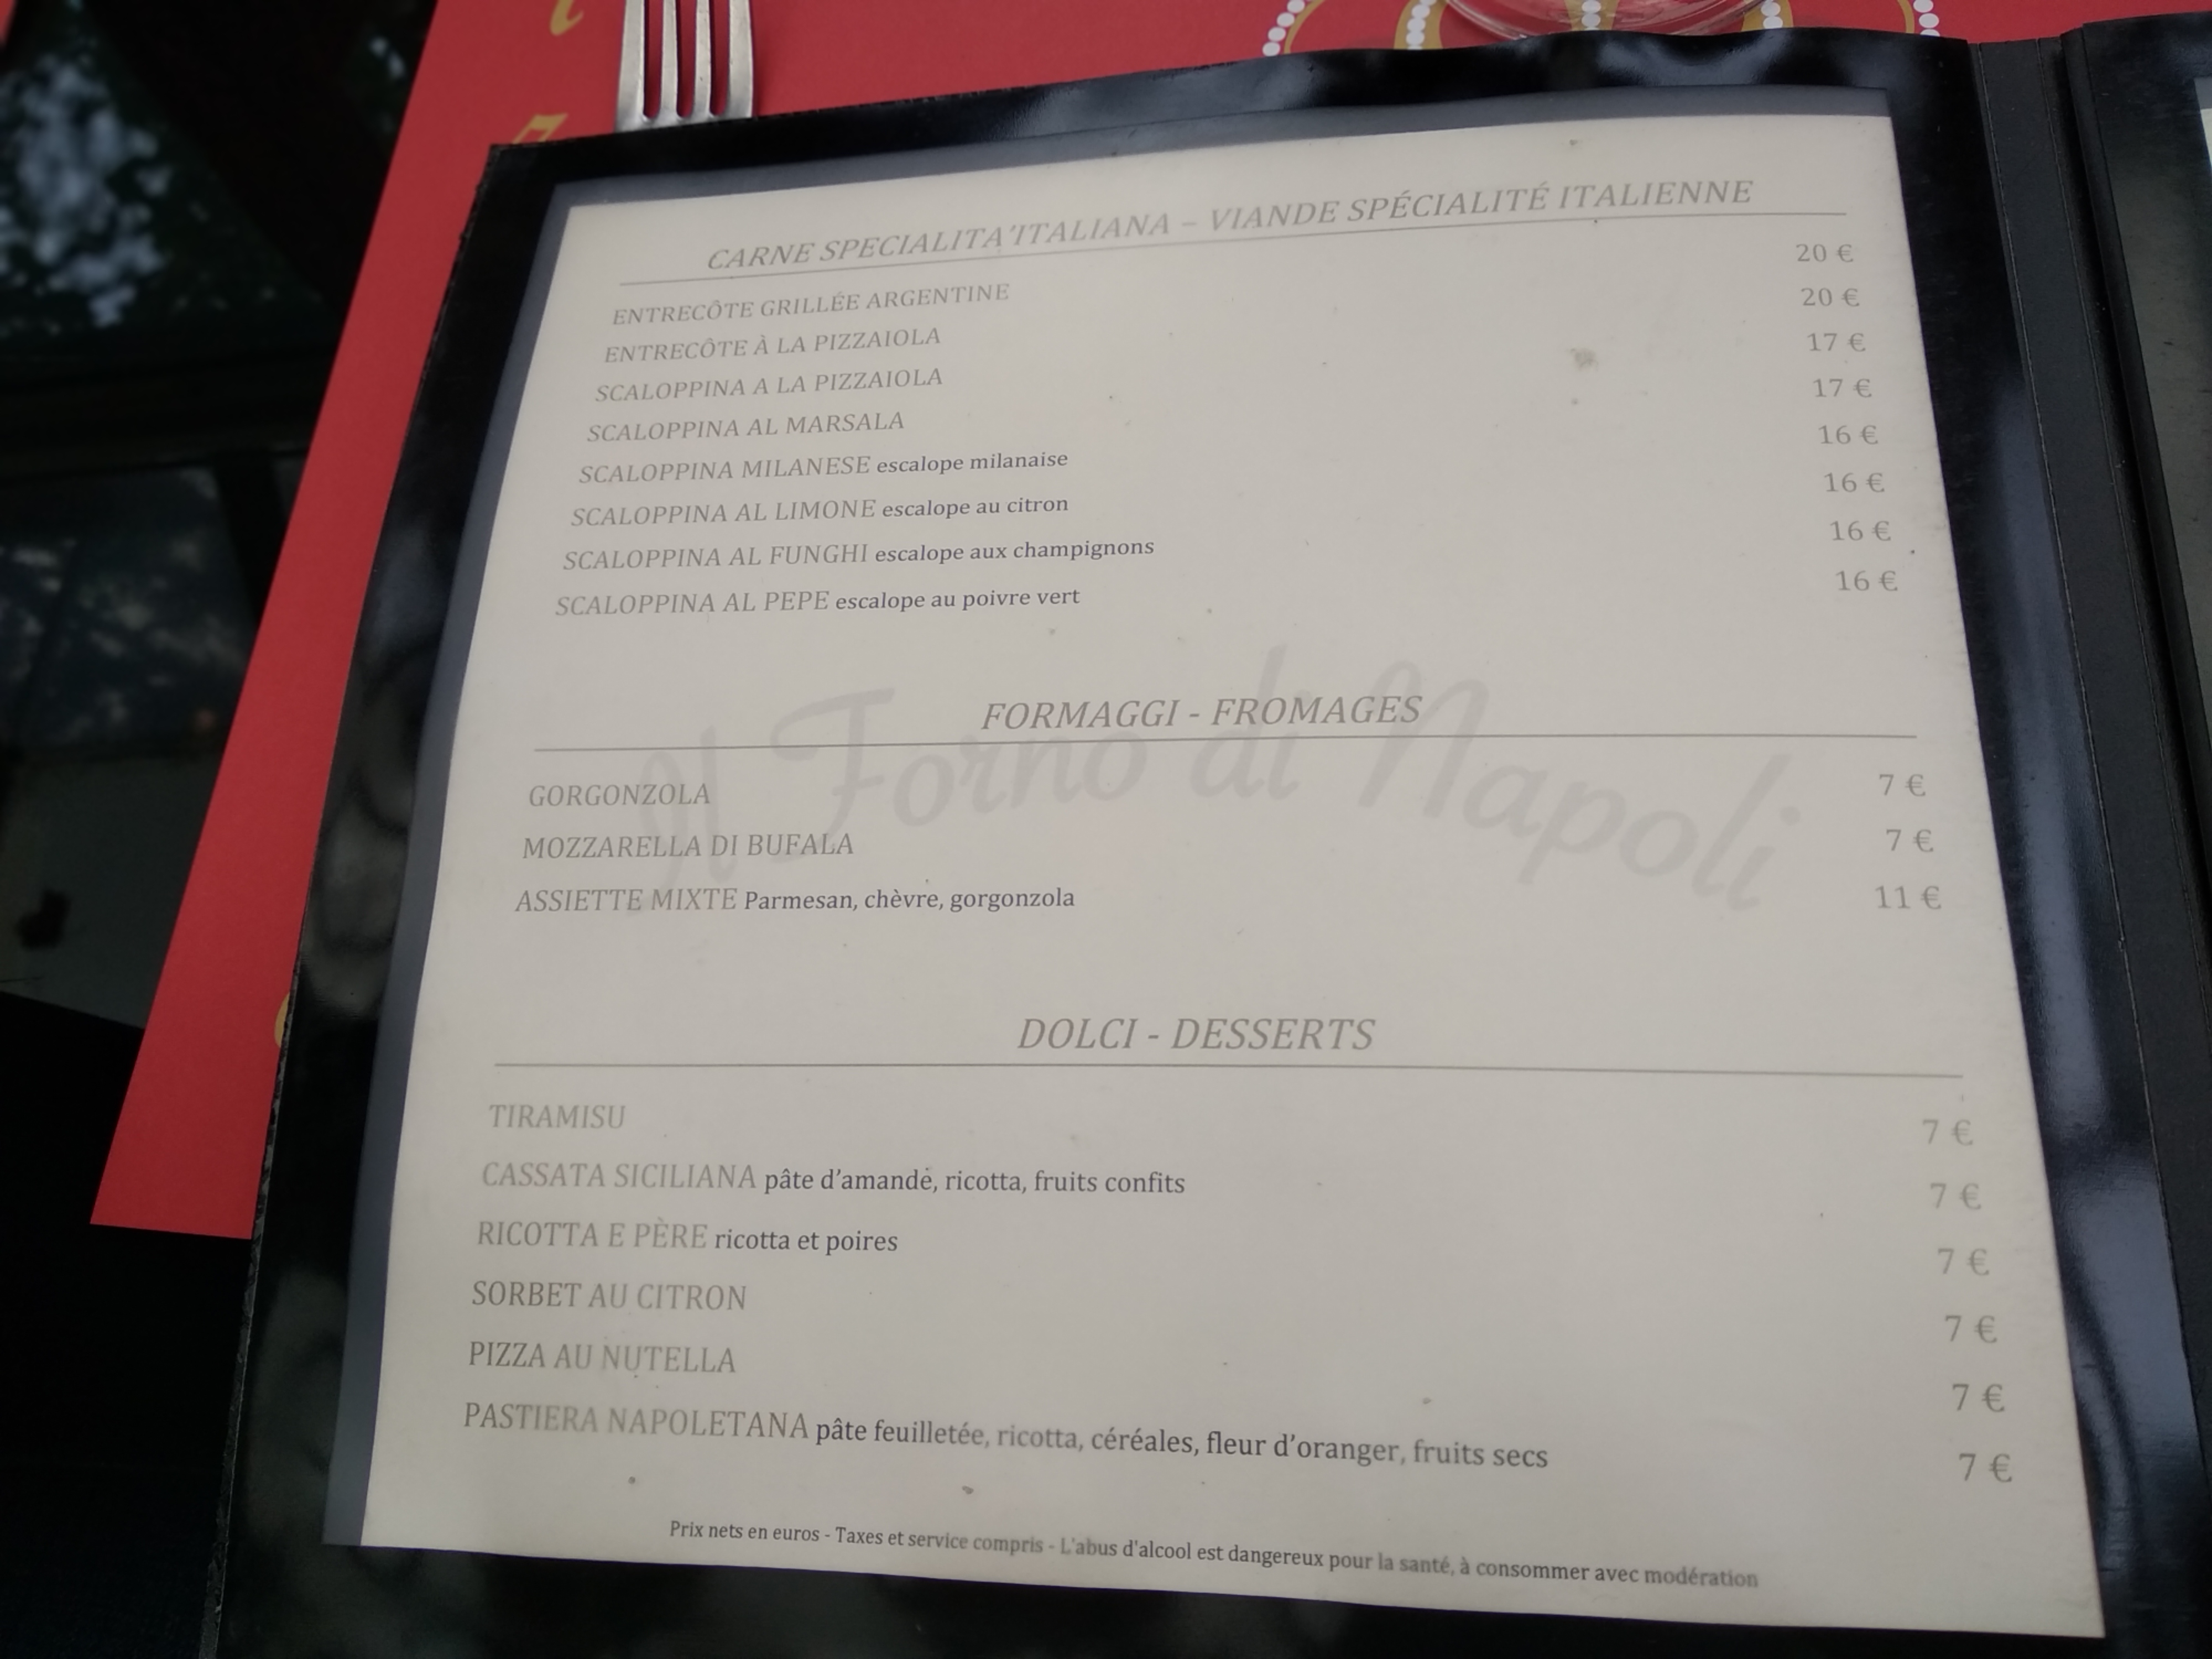 CARNE SPECIALITA'ITALIANA – VIANDE SPÉCIALITÉ ITALIENNE
ENTRECÔTE GRILLÉE ARGENTINE 20 €
ENTRECÔTE À LA PIZZAIOLA 20 €
SCALOPPINA A LA PIZZAIOLA 17 €
SCALOPPINA AL MARSALA 17 €
SCALOPPINA MILANESE escalope milanaise 16 €
SCALOPPINA AL LIMONE escalope au citron 16 €
SCALOPPINA AL FUNGHI escalope aux champignons 16 €
SCALOPPINA AL PEPE escalope au poivre vert 16 €
FORMAGGI - FROMAGES
Il Forno di Napoli
GORGONZOLA 7 €
MOZZARELLA DI BUFALA 7 €
ASSIETTE MIXTE Parmesan, chèvre, gorgonzola 11 €
DOLCI - DESSERTS
TIRAMISU 7 €
CASSATA SICILIANA pâte d'amande, ricotta, fruits confits 7 €
RICOTTA E PÈRE ricotta et poires 7 €
SORBET AU CITRON 7 €
PIZZA AU NUTELLA 7 €
PASTIERA NAPOLETANA pâte feuilletée, ricotta, céréales, fleur d'oranger, fruits secs 7 €
Prix nets en euros - Taxes et service compris - L'abus d'alcool est dangereux pour la santé, à consommer avec modération